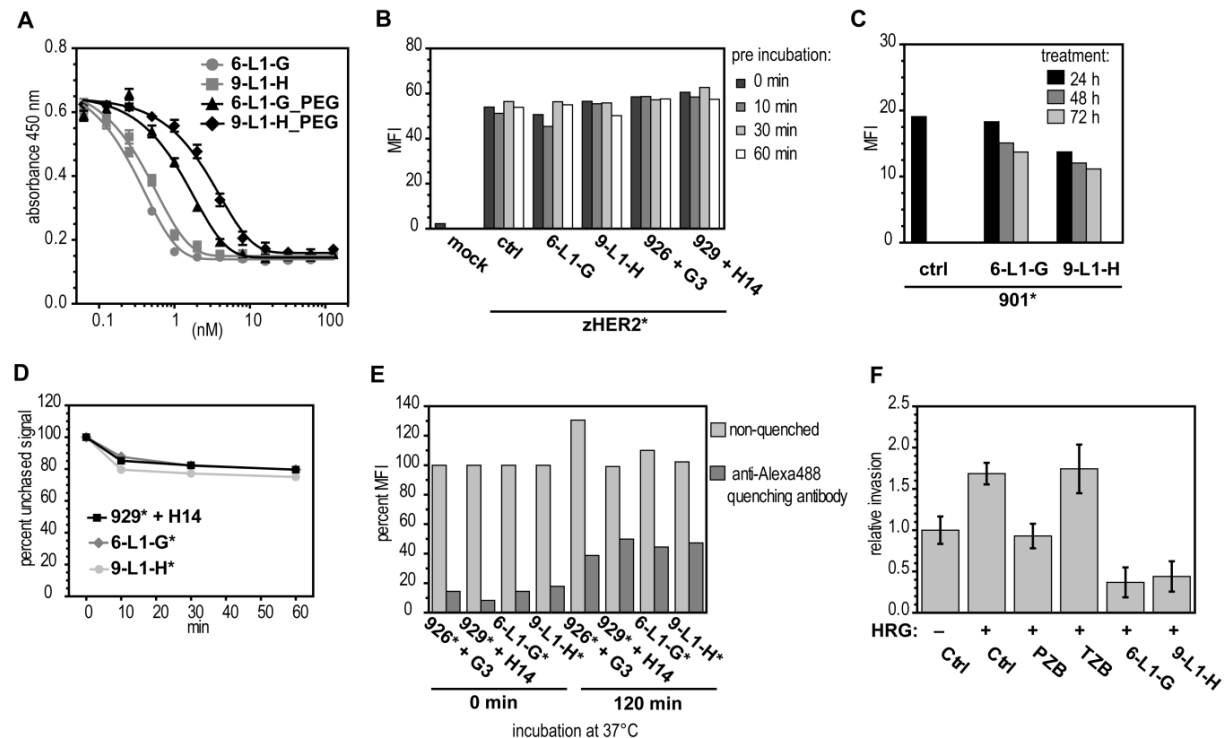 A
0.8
0.6
0.4
0.2
0.0
absorbance 450 nm
0.1
1
10
100
(nM)
6-L1-G
9-L1-H
6-L1-G_PEG
9-L1-H_PEG
B
80
60
40
20
0
MFI
mock
ctrl
6-L1-G
9-L1-H
926 + G3
929 + H14
zHER2*
pre incubation:
0 min
10 min
30 min
60 min
C
30
20
10
0
MFI
treatment:
24 h
48 h
72 h
ctrl
6-L1-G
9-L1-H
901*
D
120
100
80
60
40
20
0
percent unchased signal
929* + H14
6-L1-G*
9-L1-H*
0
10
20
30
40
50
60
min
E
140
120
100
80
60
40
20
0
percent MFI
non-quenched
anti-Alexa488
quenching antibody
926* + G3
929* + H14
6-L1-G*
9-L1-H*
926* + G3
929* + H14
6-L1-G*
9-L1-H*
0 min
120 min
incubation at 37°C
F
2.5
2.0
1.5
1.0
0.5
0.0
relative invasion
HRG: – + + + + +
Ctrl
Ctrl
PZB
TZB
6-L1-G
9-L1-H